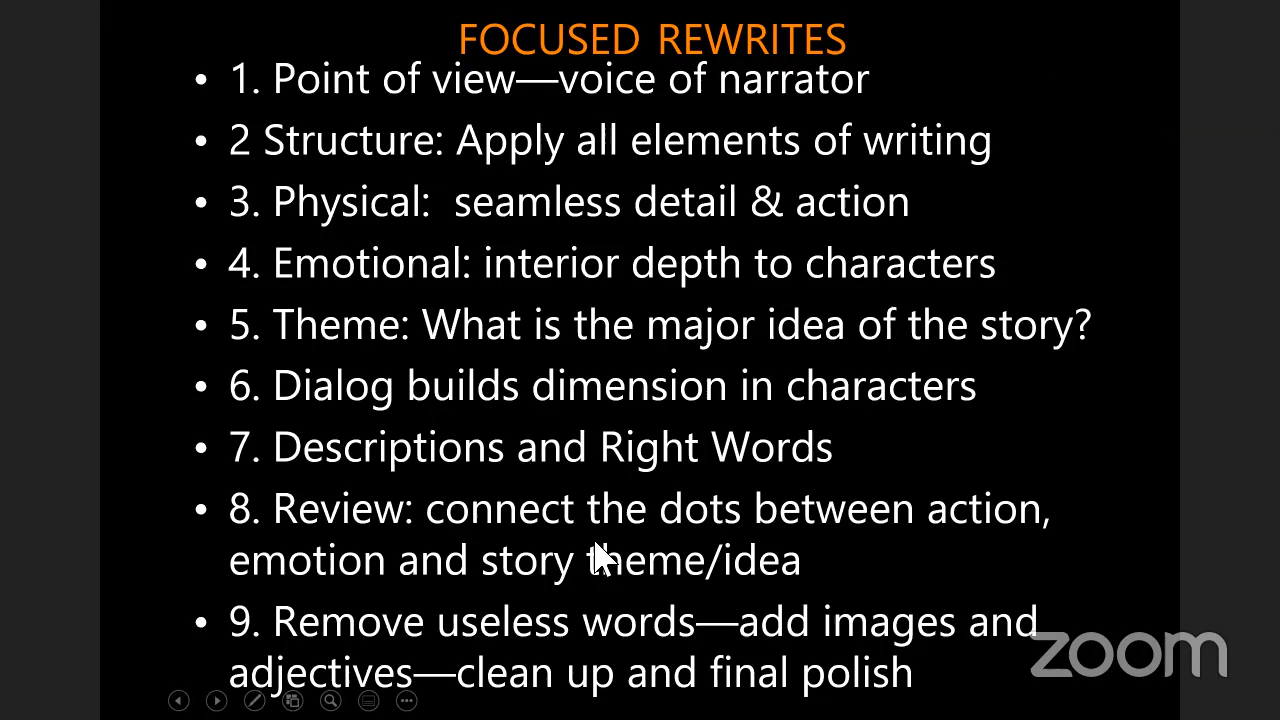 FOCUSED REWRITES
• 1. Point of view—voice of narrator
• 2 Structure: Apply all elements of writing
• 3. Physical:  seamless detail & action
• 4. Emotional: interior depth to characters
• 5. Theme: What is the major idea of the story?
• 6. Dialog builds dimension in characters
• 7. Descriptions and Right Words
• 8. Review: connect the dots between action,
emotion and story theme/idea
• 9. Remove useless words—add images and
adjectives—clean up and final polish
zoom